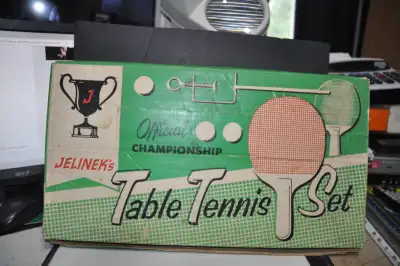 J
Official
CHAMPIONSHIP
JELINEK's
Table Tennis Set